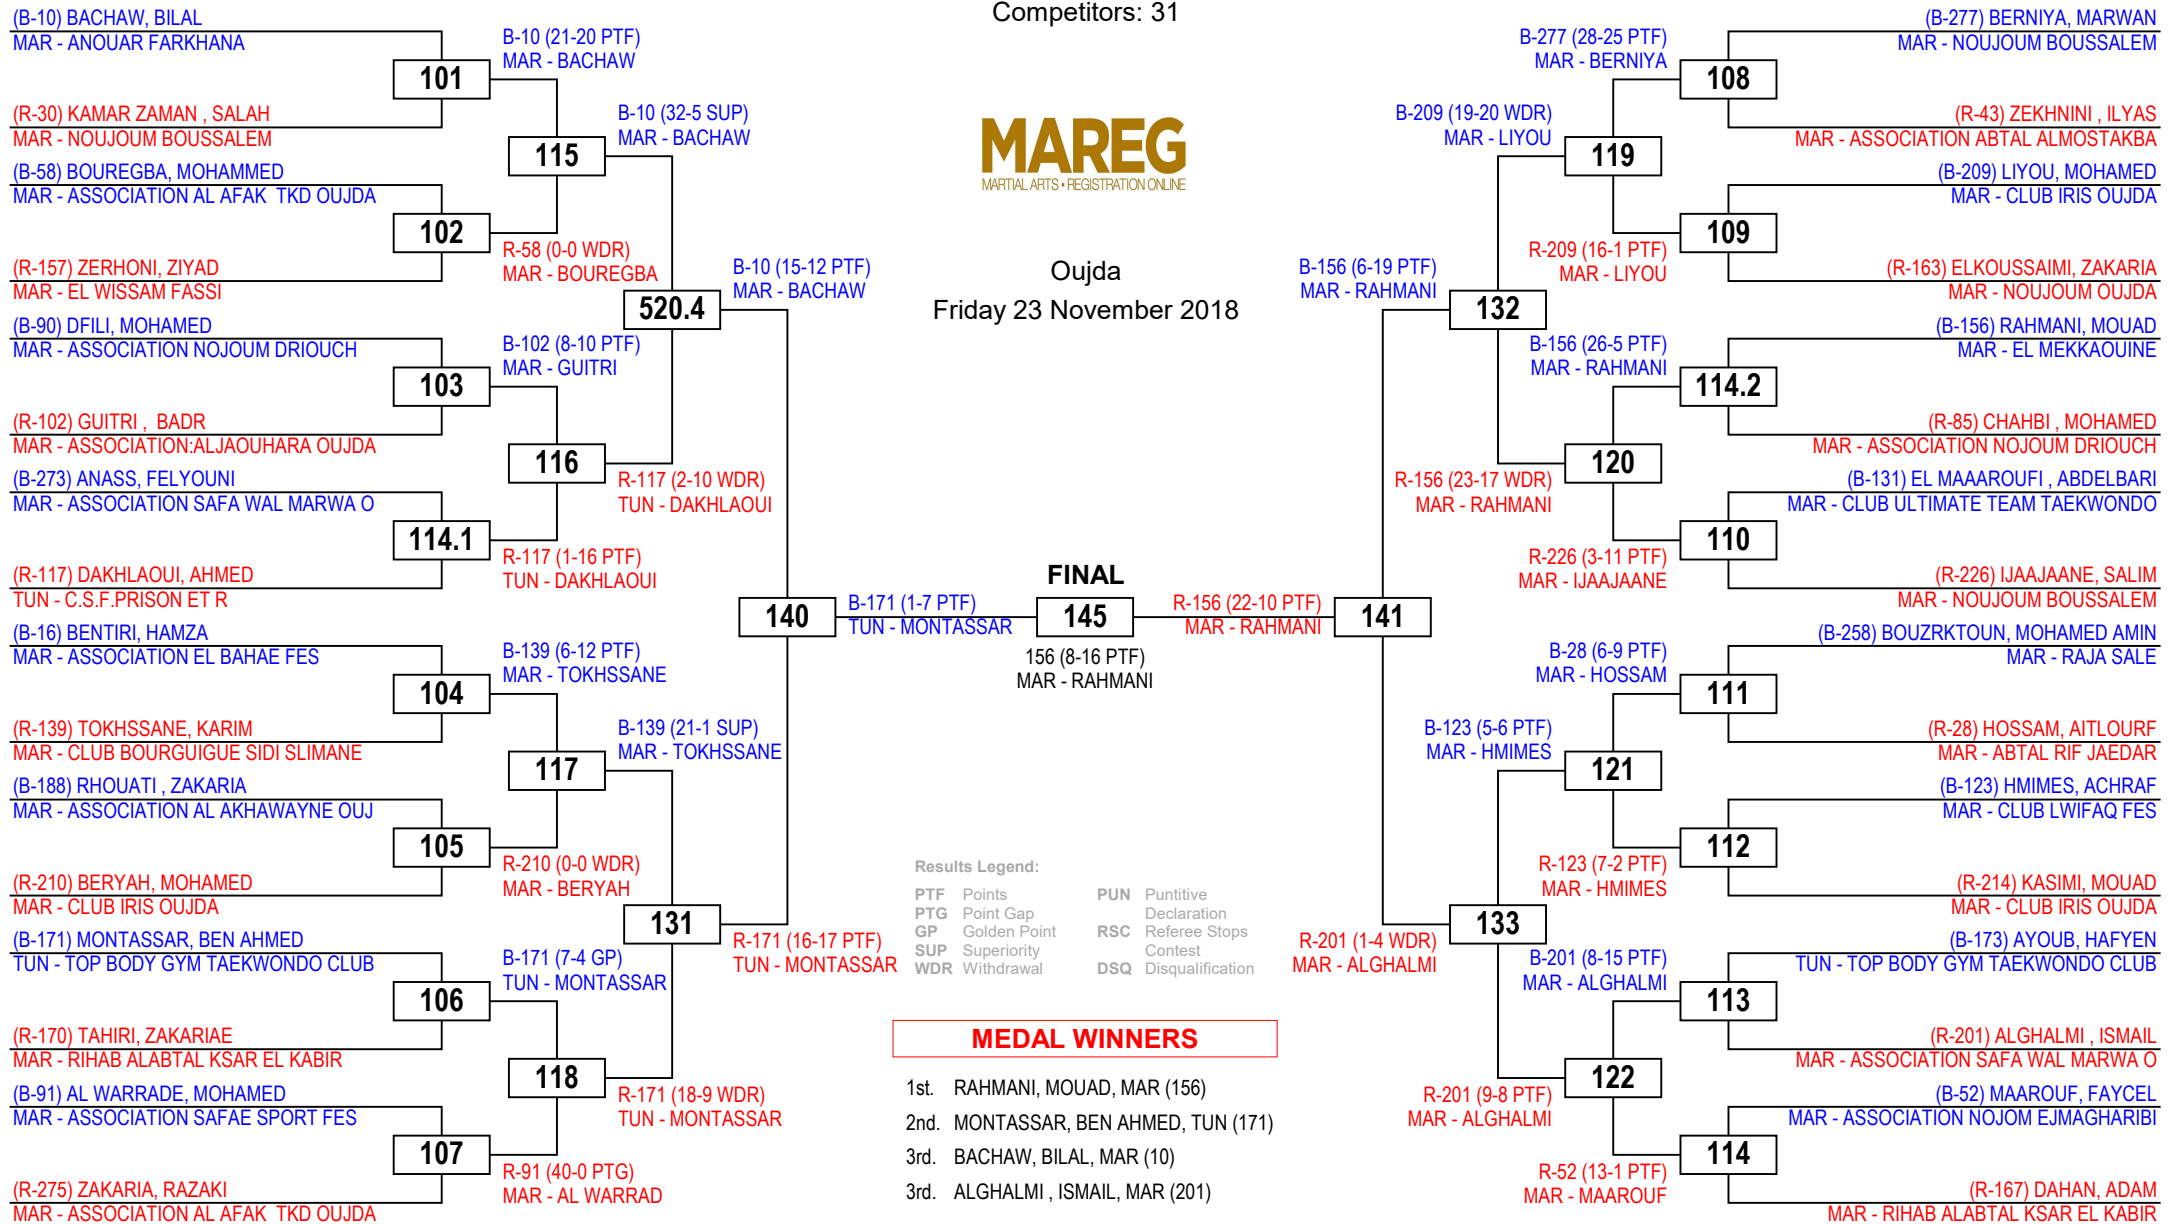 Competitors: 31
MAREG
MARTIAL ARTS • REGISTRATION ONLINE
Oujda
Friday 23 November 2018
(B-10) BACHAW, BILAL
MAR - ANOUAR FARKHANA
101
(R-30) KAMAR ZAMAN , SALAH
MAR - NOUJOUM BOUSSALEM
(B-58) BOUREGBA, MOHAMMED
MAR - ASSOCIATION AL AFAK  TKD OUJDA
102
(R-157) ZERHONI, ZIYAD
MAR - EL WISSAM FASSI
(B-90) DFILI, MOHAMED
MAR - ASSOCIATION NOJOUM DRIOUCH
103
(R-102) GUITRI ,  BADR
MAR - ASSOCIATION:ALJAOUHARA OUJDA
(B-273) ANASS, FELYOUNI
MAR - ASSOCIATION SAFA WAL MARWA O
114.1
(R-117) DAKHLAOUI, AHMED
TUN - C.S.F.PRISON ET R
(B-16) BENTIRI, HAMZA
MAR - ASSOCIATION EL BAHAE FES
104
(R-139) TOKHSSANE, KARIM
MAR - CLUB BOURGUIGUE SIDI SLIMANE
(B-188) RHOUATI , ZAKARIA
MAR - ASSOCIATION AL AKHAWAYNE OUJ
105
(R-210) BERYAH, MOHAMED
MAR - CLUB IRIS OUJDA
(B-171) MONTASSAR, BEN AHMED
TUN - TOP BODY GYM TAEKWONDO CLUB
106
(R-170) TAHIRI, ZAKARIAE
MAR - RIHAB ALABTAL KSAR EL KABIR
(B-91) AL WARRADE, MOHAMED
MAR - ASSOCIATION SAFAE SPORT FES
107
(R-275) ZAKARIA, RAZAKI
MAR - ASSOCIATION AL AFAK  TKD OUJDA
B-10 (21-20 PTF)
MAR - BACHAW
115
R-58 (0-0 WDR)
MAR - BOUREGBA
B-102 (8-10 PTF)
MAR - GUITRI
116
R-117 (1-16 PTF)
TUN - DAKHLAOUI
B-139 (6-12 PTF)
MAR - TOKHSSANE
117
R-210 (0-0 WDR)
MAR - BERYAH
B-171 (7-4 GP)
TUN - MONTASSAR
118
R-91 (40-0 PTG)
MAR - AL WARRAD
B-10 (32-5 SUP)
MAR - BACHAW
520.4
R-117 (2-10 WDR)
TUN - DAKHLAOUI
B-139 (21-1 SUP)
MAR - TOKHSSANE
131
R-171 (18-9 WDR)
TUN - MONTASSAR
B-10 (15-12 PTF)
MAR - BACHAW
140
R-171 (16-17 PTF)
TUN - MONTASSAR
B-171 (1-7 PTF)
TUN - MONTASSAR
FINAL
145
156 (8-16 PTF)
MAR - RAHMANI
R-156 (22-10 PTF)
MAR - RAHMANI
B-156 (6-19 PTF)
MAR - RAHMANI
141
R-201 (1-4 WDR)
MAR - ALGHALMI
B-209 (19-20 WDR)
MAR - LIYOU
132
R-156 (23-17 WDR)
MAR - RAHMANI
B-123 (5-6 PTF)
MAR - HMIMES
133
R-201 (9-8 PTF)
MAR - ALGHALMI
B-277 (28-25 PTF)
MAR - BERNIYA
119
R-209 (16-1 PTF)
MAR - LIYOU
B-156 (26-5 PTF)
MAR - RAHMANI
120
R-226 (3-11 PTF)
MAR - IJAAJAANE
B-28 (6-9 PTF)
MAR - HOSSAM
121
R-123 (7-2 PTF)
MAR - HMIMES
B-201 (8-15 PTF)
MAR - ALGHALMI
122
R-52 (13-1 PTF)
MAR - MAAROUF
(B-277) BERNIYA, MARWAN
MAR - NOUJOUM BOUSSALEM
108
(R-43) ZEKHNINI , ILYAS
MAR - ASSOCIATION ABTAL ALMOSTAKBA
(B-209) LIYOU, MOHAMED
MAR - CLUB IRIS OUJDA
109
(R-163) ELKOUSSAIMI, ZAKARIA
MAR - NOUJOUM OUJDA
(B-156) RAHMANI, MOUAD
MAR - EL MEKKAOUINE
114.2
(R-85) CHAHBI , MOHAMED
MAR - ASSOCIATION NOJOUM DRIOUCH
(B-131) EL MAAAROUFI , ABDELBARI
MAR - CLUB ULTIMATE TEAM TAEKWONDO
110
(R-226) IJAAJAANE, SALIM
MAR - NOUJOUM BOUSSALEM
(B-258) BOUZRKTOUN, MOHAMED AMIN
MAR - RAJA SALE
111
(R-28) HOSSAM, AITLOURF
MAR - ABTAL RIF JAEDAR
(B-123) HMIMES, ACHRAF
MAR - CLUB LWIFAQ FES
112
(R-214) KASIMI, MOUAD
MAR - CLUB IRIS OUJDA
(B-173) AYOUB, HAFYEN
TUN - TOP BODY GYM TAEKWONDO CLUB
113
(R-201) ALGHALMI , ISMAIL
MAR - ASSOCIATION SAFA WAL MARWA O
(B-52) MAAROUF, FAYCEL
MAR - ASSOCIATION NOJOM EJMAGHARIBI
114
(R-167) DAHAN, ADAM
MAR - RIHAB ALABTAL KSAR EL KABIR
Results Legend:
PTF Points
PTG Point Gap
GP Golden Point
SUP Superiority
WDR Withdrawal
PUN Puntitive
Declaration
RSC Referee Stops
Contest
DSQ Disqualification
MEDAL WINNERS
1st. RAHMANI, MOUAD, MAR (156)
2nd. MONTASSAR, BEN AHMED, TUN (171)
3rd. BACHAW, BILAL, MAR (10)
3rd. ALGHALMI , ISMAIL, MAR (201)